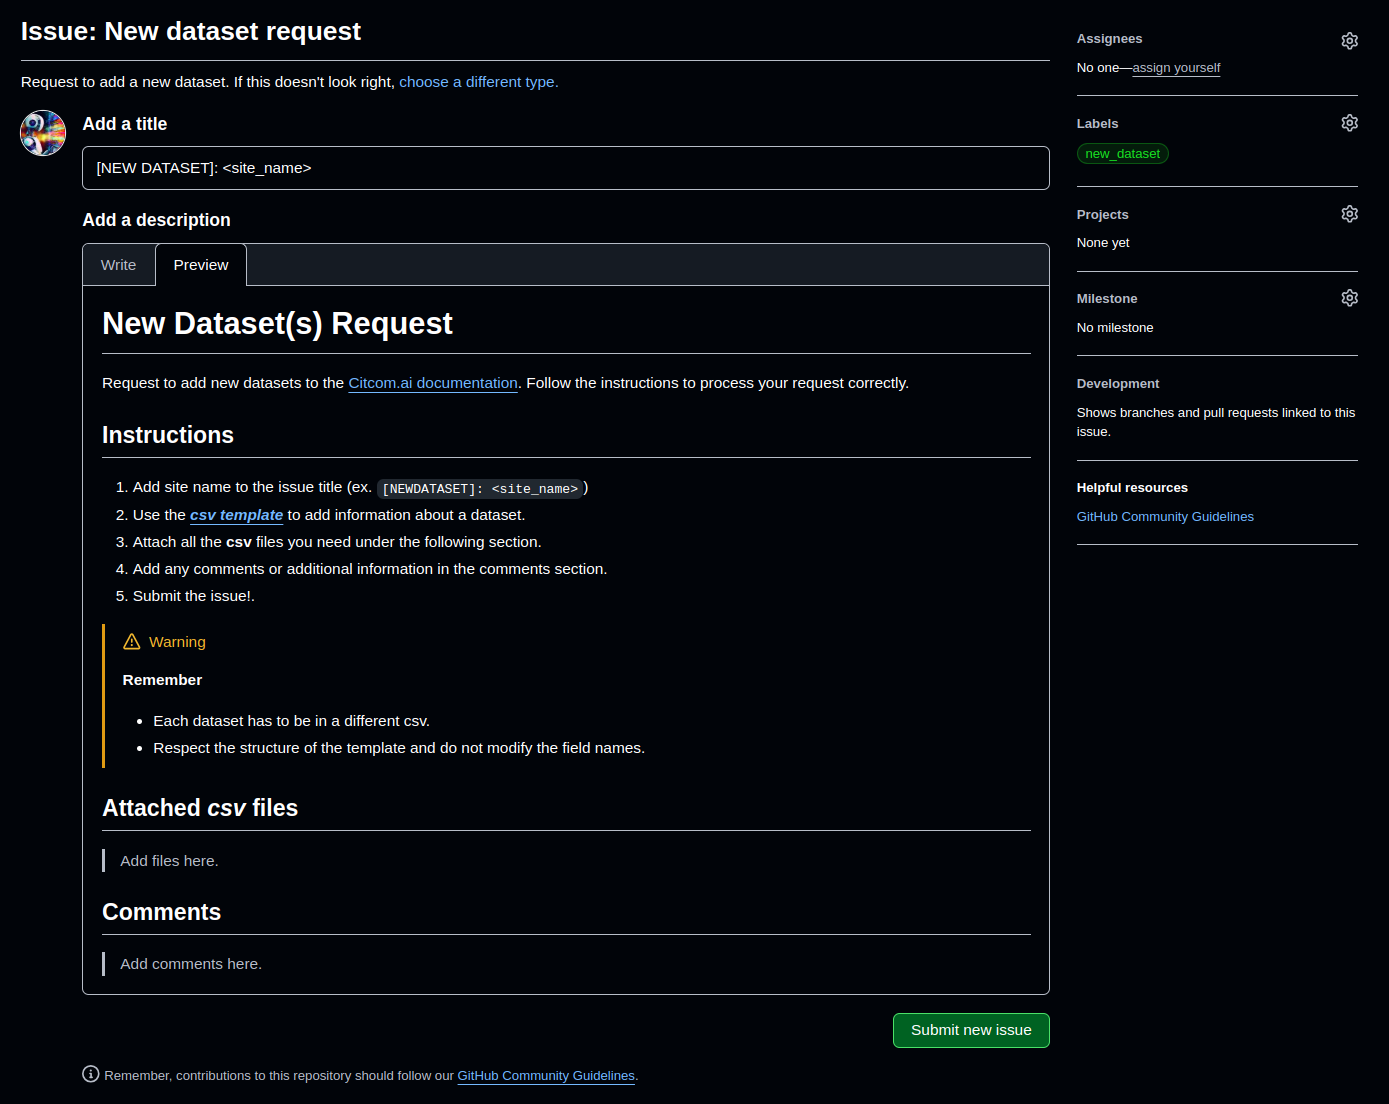 Issue: New dataset request
Request to add a new dataset. If this doesn't look right, choose a different type.
Add a title
[NEW DATASET]: <site_name>
Add a description
Write
Preview
New Dataset(s) Request
Request to add new datasets to the Citcom.ai documentation. Follow the instructions to process your request correctly.
Instructions
1. Add site name to the issue title (ex. [NEWDATASET]: <site_name>)
2. Use the csv template to add information about a dataset.
3. Attach all the csv files you need under the following section.
4. Add any comments or additional information in the comments section.
5. Submit the issue!.
Warning
Remember
• Each dataset has to be in a different csv.
• Respect the structure of the template and do not modify the field names.
Attached csv files
Add files here.
Comments
Add comments here.
Submit new issue
Remember, contributions to this repository should follow our GitHub Community Guidelines.
Assignees
No one—assign yourself
Labels
new_dataset
Projects
None yet
Milestone
No milestone
Development
Shows branches and pull requests linked to this
issue.
Helpful resources
GitHub Community Guidelines